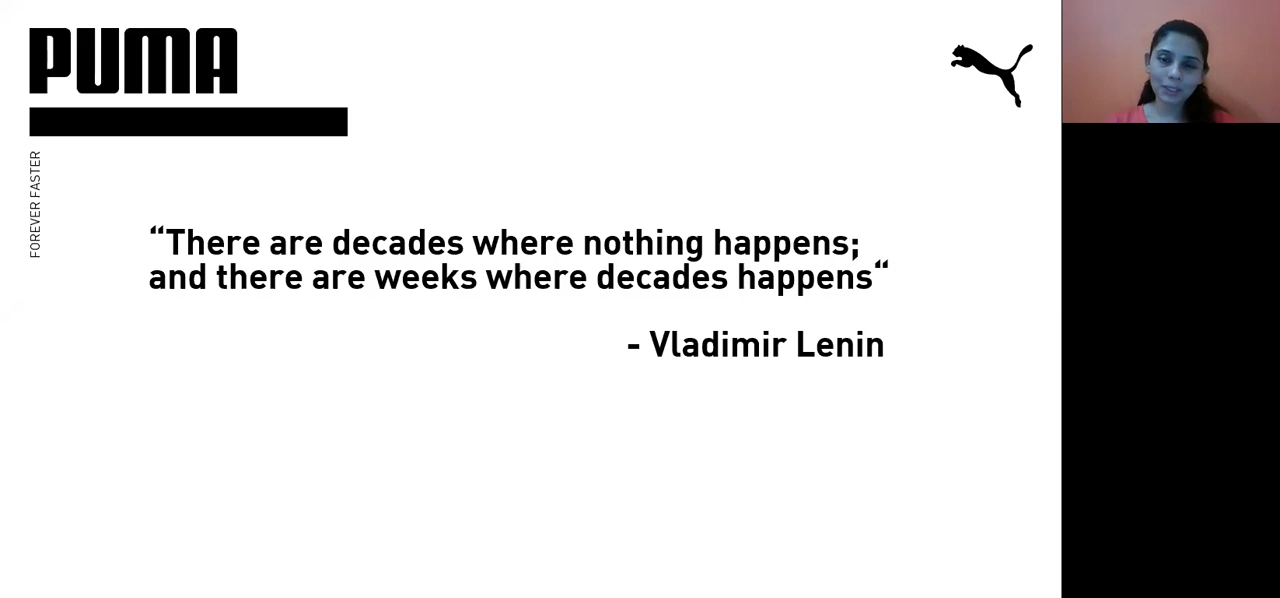 PUMA
FOREVER FASTER
“There are decades where nothing happens;
and there are weeks where decades happens“
- Vladimir Lenin